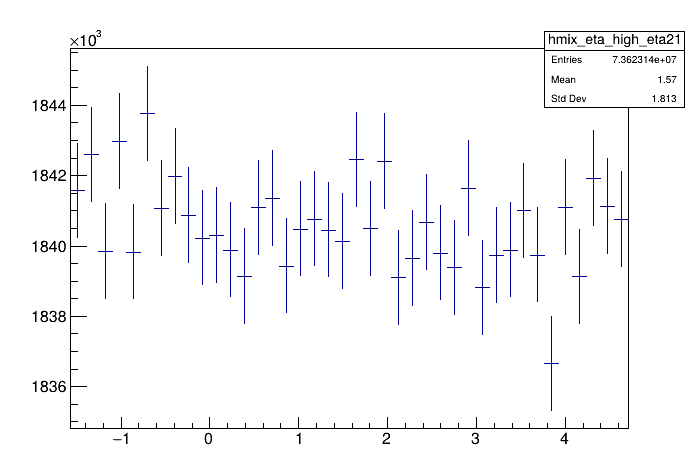 ×10³
hmix_eta_high_eta21
Entries 7.362314e+07
Mean 1.57
Std Dev 1.813
1844
1842
1840
1838
1836
−1 0 1 2 3 4